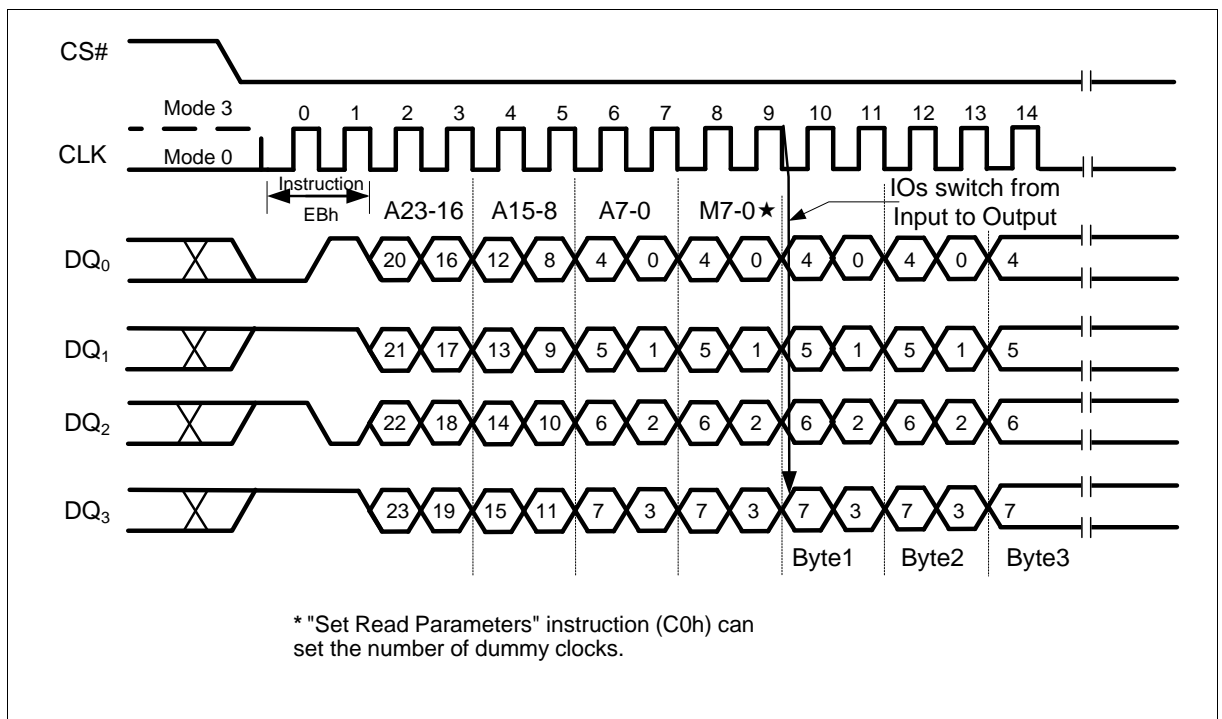 CS#
Mode 3
0 1 2 3 4 5 6 7 8 9 10 11 12 13 14
CLK
Mode 0
Instruction
EBh
A23-16 A15-8 A7-0 M7-0★
IOs switch from
Input to Output
DQ₀ 20 16 12 8 4 0 4 0 4 0 4 0 4
DQ₁ 21 17 13 9 5 1 5 1 5 1 5 1 5
DQ₂ 22 18 14 10 6 2 6 2 6 2 6 2 6
DQ₃ 23 19 15 11 7 3 7 3 7 3 7 3 7
Byte1 Byte2 Byte3
* "Set Read Parameters" instruction (C0h) can
set the number of dummy clocks.